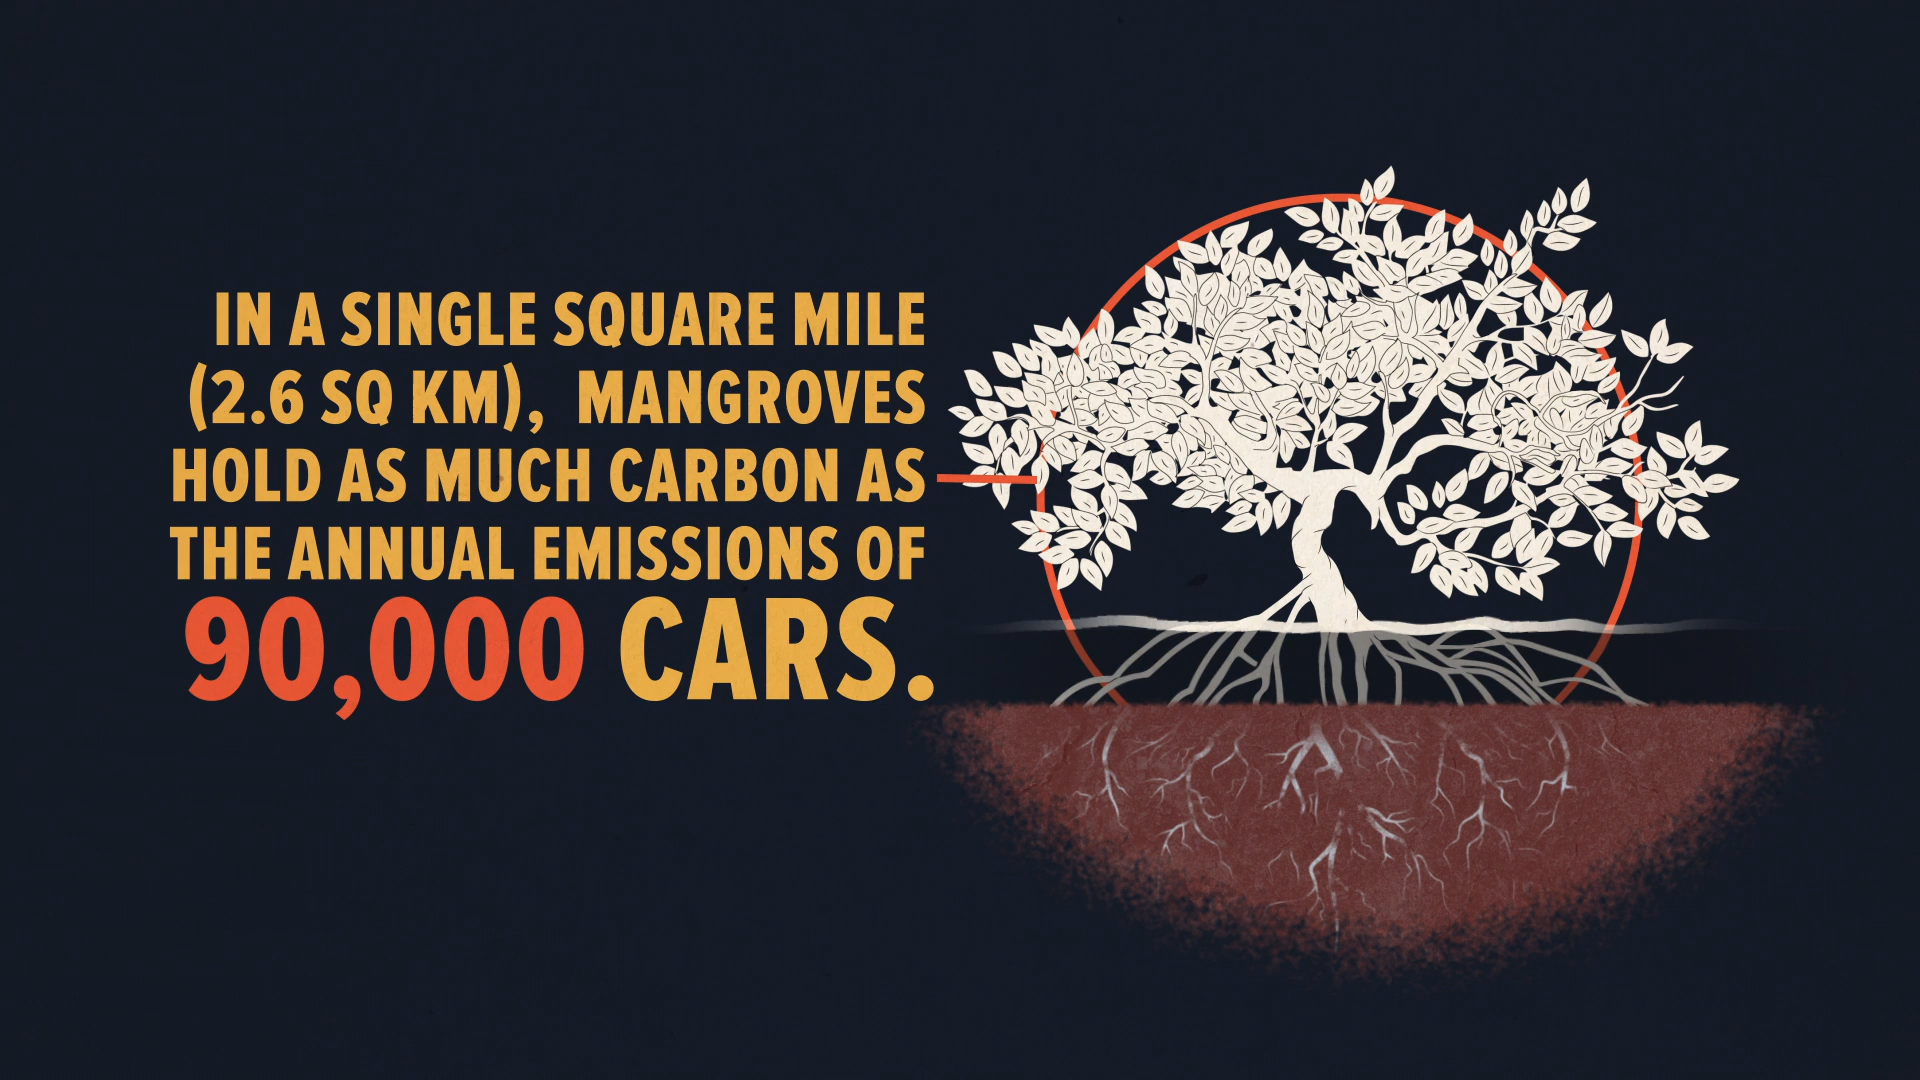 IN A SINGLE SQUARE MILE
(2.6 SQ KM), MANGROVES
HOLD AS MUCH CARBON AS
THE ANNUAL EMISSIONS OF
90,000 CARS.